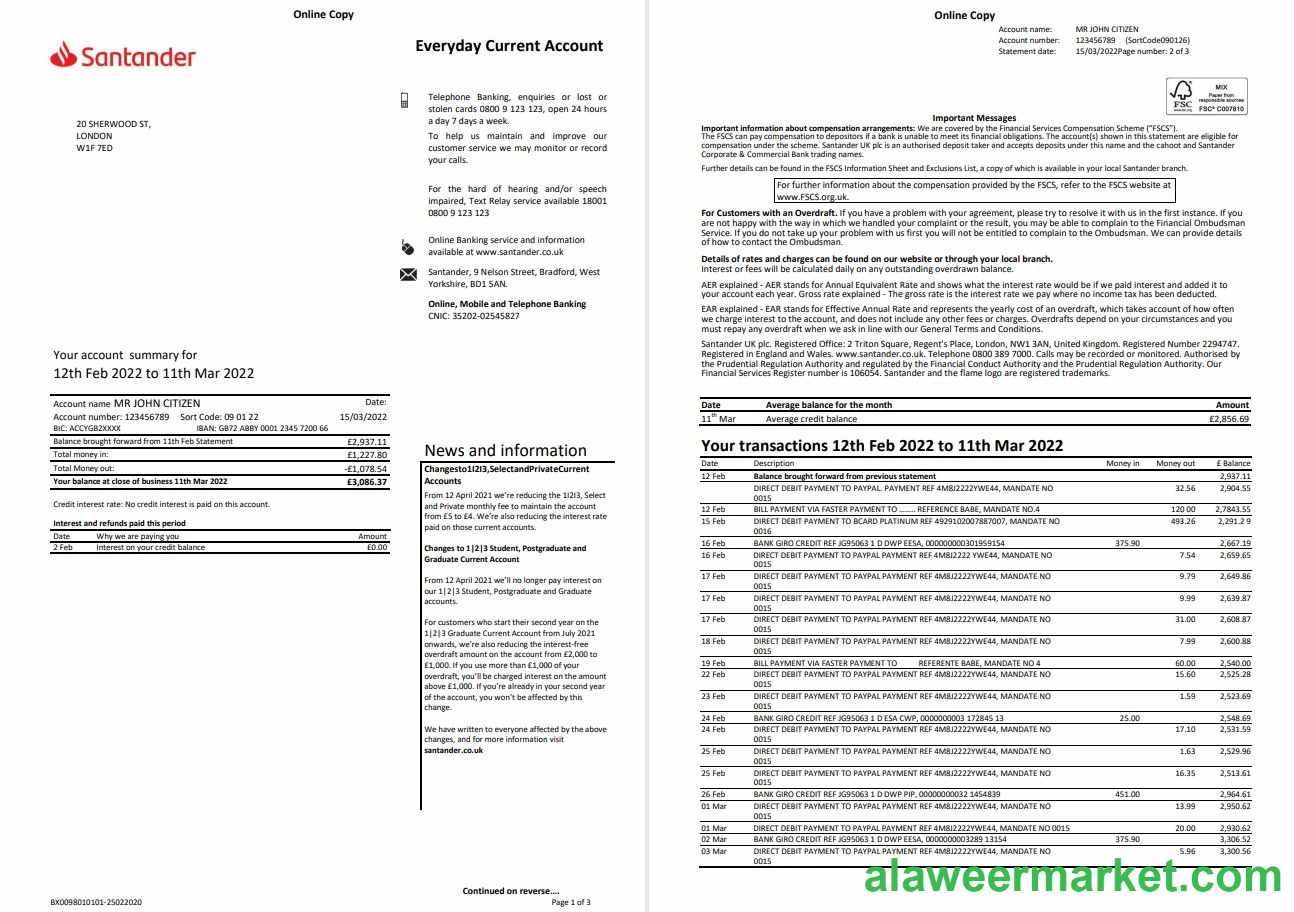 Online Copy
Santander
Everyday Current Account
20 SHERWOOD ST,
LONDON
W1F 7ED
Telephone Banking, enquiries or lost or
stolen cards 0800 9 123 123, open 24 hours
a day 7 days a week.
To help us maintain and improve our
customer service we may monitor or record
your calls.
For the hard of hearing and/or speech
impaired, Text Relay service available 18001
0800 9 123 123
Online Banking service and information
available at www.santander.co.uk
Santander, 9 Nelson Street, Bradford, West
Yorkshire, BD1 5AN.
Online, Mobile and Telephone Banking
CNIC: 35202-02545827
Your account summary for
12th Feb 2022 to 11th Mar 2022
Account name MR JOHN CITIZEN Date:
Account number: 123456789 Sort Code: 09 01 22 15/03/2022
BIC: ACCYGB2XXXX IBAN: GB72 ABBY 0001 2345 7200 66
Balance brought forward from 11th Feb Statement £2,937.11
Total money in: £1,227.80
Total Money out: -£1,078.54
Your balance at close of business 11th Mar 2022 £3,086.37
Credit interest rate: No credit interest is paid on this account.
Interest and refunds paid this period
Date Why we are paying you Amount
2 Feb Interest on your credit balance £0.00
News and information
Changesto1I2I3,SelectandPrivateCurrent
Accounts
From 12 April 2021 we're reducing the 1I2I3, Select
and Private monthly fee to maintain the account
from £5 to £4. We're also reducing the interest rate
paid on those current accounts.
Changes to 1|2|3 Student, Postgraduate and
Graduate Current Account
From 12 April 2021 we'll no longer pay interest on
our 1|2|3 Student, Postgraduate and Graduate
accounts.
For customers who start their second year on the
1|2|3 Graduate Current Account from July 2021
onwards, we're also reducing the interest-free
overdraft amount on the account from £2,000 to
£1,000. If you use more than £1,000 of your
overdraft, you'll be charged interest on the amount
above £1,000. If you're already in your second year
of the account, you won't be affected by this
change.
We have written to everyone affected by the above
changes, and for more information visit
santander.co.uk
Continued on reverse....
BX0098010101-25022020 Page 1 of 3
Online Copy
Account name: MR JOHN CITIZEN
Account number: 123456789 (SortCode090126)
Statement date: 15/03/2022Page number: 2 of 3
FSC
www.fsc.org
MIX
Paper from
responsible sources
FSC® C007810
Important Messages
Important information about compensation arrangements: We are covered by the Financial Services Compensation Scheme ("FSCS").
The FSCS can pay compensation to depositors if a bank is unable to meet its financial obligations. The account(s) shown in this statement are eligible for
compensation under the scheme. Santander UK plc is an authorised deposit taker and accepts deposits under this name and the cahoot and Santander
Corporate & Commercial Bank trading names.
Further details can be found in the FSCS Information Sheet and Exclusions List, a copy of which is available in your local Santander branch.
For further information about the compensation provided by the FSCS, refer to the FSCS website at
www.FSCS.org.uk.
For Customers with an Overdraft. If you have a problem with your agreement, please try to resolve it with us in the first instance. If you
are not happy with the way in which we handled your complaint or the result, you may be able to complain to the Financial Ombudsman
Service. If you do not take up your problem with us first you will not be entitled to complain to the Ombudsman. We can provide details
of how to contact the Ombudsman.
Details of rates and charges can be found on our website or through your local branch.
Interest or fees will be calculated daily on any outstanding overdrawn balance.
AER explained - AER stands for Annual Equivalent Rate and shows what the interest rate would be if we paid interest and added it to
your account each year. Gross rate explained - The gross rate is the interest rate we pay where no income tax has been deducted.
EAR explained - EAR stands for Effective Annual Rate and represents the yearly cost of an overdraft, which takes account of how often
we charge interest to the account, and does not include any other fees or charges. Overdrafts depend on your circumstances and you
must repay any overdraft when we ask in line with our General Terms and Conditions.
Santander UK plc. Registered Office: 2 Triton Square, Regent's Place, London, NW1 3AN, United Kingdom. Registered Number 2294747.
Registered in England and Wales. www.santander.co.uk. Telephone 0800 389 7000. Calls may be recorded or monitored. Authorised by
the Prudential Regulation Authority and regulated by the Financial Conduct Authority and the Prudential Regulation Authority. Our
Financial Services Register number is 106054. Santander and the flame logo are registered trademarks.
Date Average balance for the month Amount
11th Mar Average credit balance £2,856.69
Your transactions 12th Feb 2022 to 11th Mar 2022
Date Description Money in Money out £ Balance
12 Feb Balance brought forward from previous statement 2,937.11
DIRECT DEBIT PAYMENT TO PAYPAL. PAYMENT REF 4M8J2222YWE44, MANDATE NO 32.56 2,904.55
0015
12 Feb BILL PAYMENT VIA FASTER PAYMENT TO ........ REFERENCE BABE, MANDATE NO.4 120 00 2,7843.55
15 Feb DIRECT DEBIT PAYMENT TO BCARD PLATINUM REF 4929102007887007, MANDATE NO 493.26 2,291.2 9
0016
16 Feb BANK GIRO CREDIT REF JG95063 1 D DWP EESA, 000000000301959154 375.90 2,667.19
16 Feb DIRECT DEBIT PAYMENT TO PAYPAL PAYMENT REF 4M8J2222 YWE44, MANDATE NO 7.54 2,659.65
0015
17 Feb DIRECT DEBIT PAYMENT TO PAYPAL PAYMENT REF 4M8J2222YWE44, MANDATE NO 9.79 2,649.86
0015
17 Feb DIRECT DEBIT PAYMENT TO PAYPAL PAYMENT REF 4M8J2222YWE44, MANDATE NO 9.99 2,639.87
0015
17 Feb DIRECT DEBIT PAYMENT TO PAYPAL PAYMENT REF 4M8J2222YWE44, MANDATE NO 31.00 2,608.87
0015
18 Feb DIRECT DEBIT PAYMENT TO PAYPAL PAYMENT REF 4M8J2222YWE44, MANDATE NO 7.99 2,600.88
0015
19 Feb BILL PAYMENT VIA FASTER PAYMENT TO REFERENTE BABE, MANDATE NO 4 60.00 2,540.00
22 Feb DIRECT DEBIT PAYMENT TO PAYPAL PAYMENT REF 4M8J2222YWE44, MANDATE NO 15.60 2,525.28
0015
23 Feb DIRECT DEBIT PAYMENT TO PAYPAL PAYMENT REF 4M8J2222YWE44, MANDATE NO 1.59 2,523.69
0015
24 Feb BANK GIRO CREDIT REF JG95063 1 D ESA CWP, 0000000003 172845 13 25.00 2,548.69
24 Feb DIRECT DEBIT PAYMENT TO PAYPAL PAYMENT REF 4M8J2222YWE44, MANDATE NO 17.10 2,531.59
0015
25 Feb DIRECT DEBIT PAYMENT TO PAYPAL PAYMENT REF 4M8J2222YWE44, MANDATE NO 1.63 2,529.96
0015
25 Feb DIRECT DEBIT PAYMENT TO PAYPAL PAYMENT REF 4M8J2222YWE44, MANDATE NO 16.35 2,513.61
0015
26 Feb BANK GIRO CREDIT REF JG95063 1 D DWP PIP, 00000000032 1454839 451.00 2,964.61
01 Mar DIRECT DEBIT PAYMENT TO PAYPAL PAYMENT REF 4M8J2222YWE44, MANDATE NO 13.99 2,950.62
0015
01 Mar DIRECT DEBIT PAYMENT TO PAYPAL PAYMENT REF 4M8J2222YWE44, MANDATE NO 0015 20.00 2,930.62
02 Mar BANK GIRO CREDIT REF JG95063 1 D DWP EESA, 0000000003289 13154 375.90 3,306.52
03 Mar DIRECT DEBIT PAYMENT TO PAYPAL PAYMENT REF 4M8J2222YWE44, MANDATE NO 5.96 3,300.56
0015
alaweermarket.com